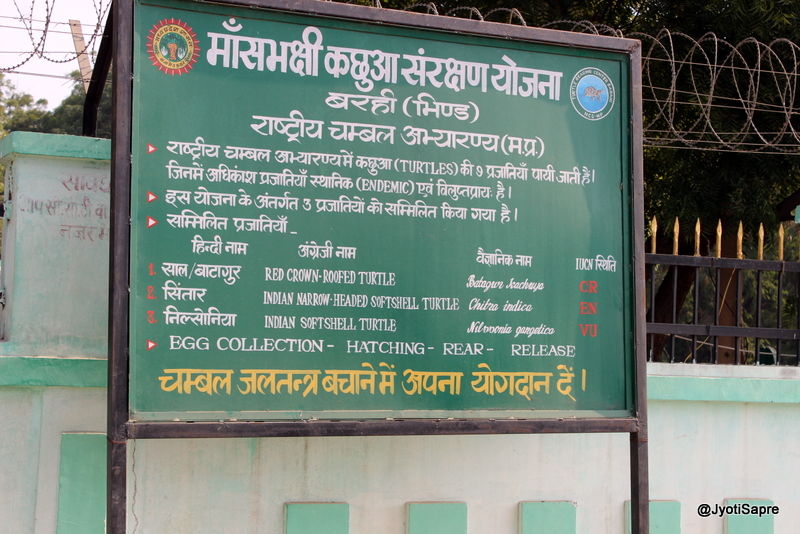 माँसभक्षी कछुआ संरक्षण योजना
बरही (भिण्ड)
राष्ट्रीय चम्बल अभ्यारण्य (म.प्र.)
राष्ट्रीय चम्बल अभ्यारण्य में कछुआ (TURTLES) की ९ प्रजातियाँ पायी जाती है।
जिनमें अधिकांश प्रजातियाँ स्थानिक (ENDEMIC) एवं विलुप्तप्रायः है।
इस योजना के अंतर्गत ३ प्रजातियों को सम्मिलित किया गया है।
सम्मिलित प्रजातियाँ _
हिन्दी नाम अंग्रेजी नाम वैज्ञानिक नाम IUCN स्थिति
1. साल/बाटागुर RED CROWN-ROOFED TURTLE Batagur kachuga CR
2. सिंतार INDIAN NARROW-HEADED SOFTSHELL TURTLE Chitra indica EN
3. निल्सोनिया INDIAN SOFTSHELL TURTLE Nilssonia gangetica VU
EGG COLLECTION - HATCHING - REAR - RELEASE
चम्बल जलतन्त्र बचाने में अपना योगदान दें।
@JyotiSapre